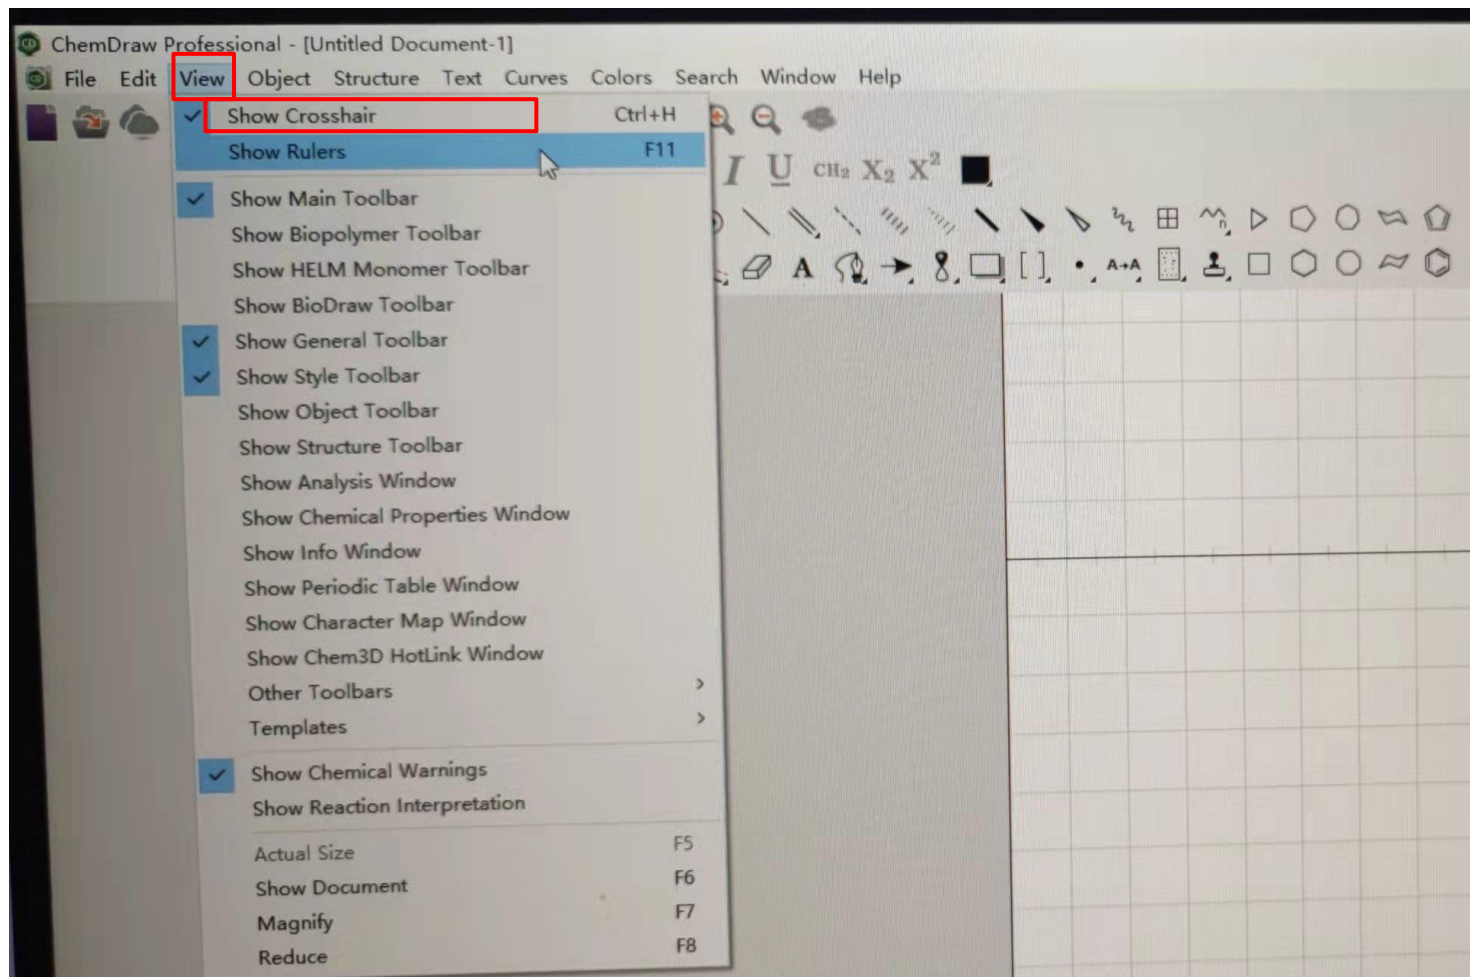 ChemDraw Professional - [Untitled Document-1]
File Edit View Object Structure Text Curves Colors Search Window Help
Show Crosshair Ctrl+H
Show Rulers F11
I U CH2 X2 X2
Show Main Toolbar
Show Biopolymer Toolbar
Show HELM Monomer Toolbar
A A→A
Show BioDraw Toolbar
Show General Toolbar
Show Style Toolbar
Show Object Toolbar
Show Structure Toolbar
Show Analysis Window
Show Chemical Properties Window
Show Info Window
Show Periodic Table Window
Show Character Map Window
Show Chem3D HotLink Window
Other Toolbars
Templates
Show Chemical Warnings
Show Reaction Interpretation
Actual Size F5
Show Document F6
Magnify F7
Reduce F8